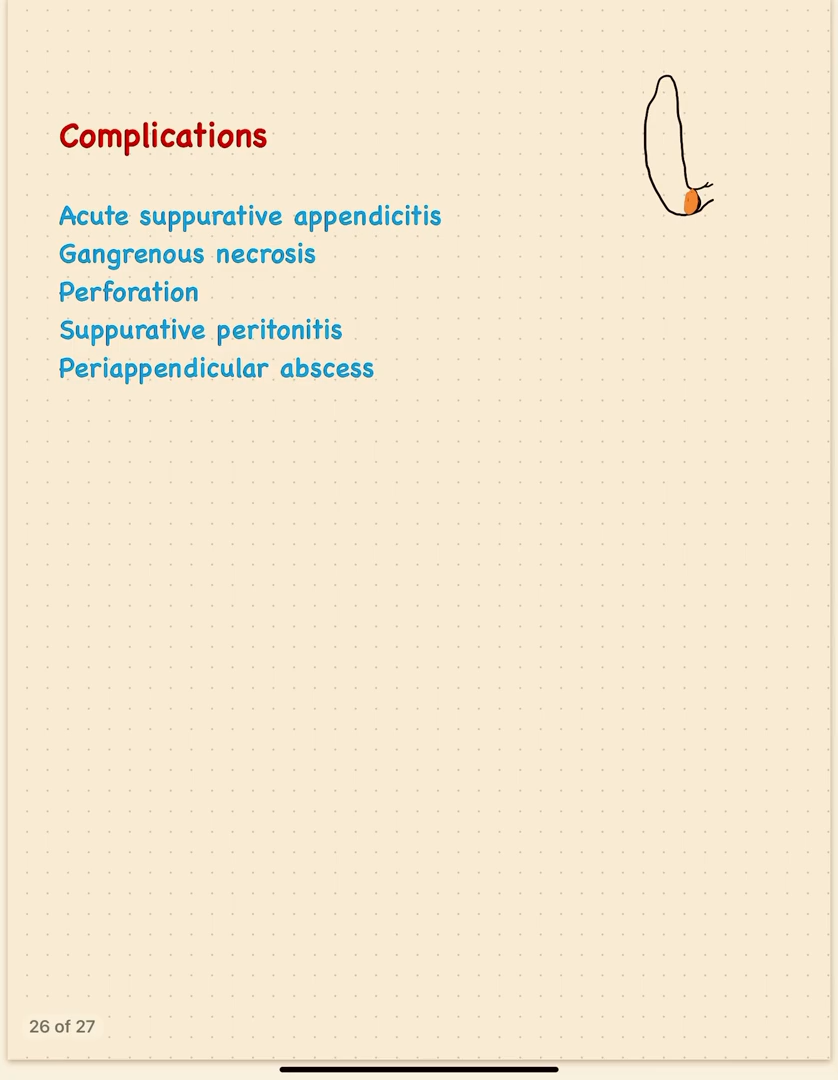 Complications
Acute suppurative appendicitis
Gangrenous necrosis
Perforation
Suppurative peritonitis
Periappendicular abscess
26 of 27